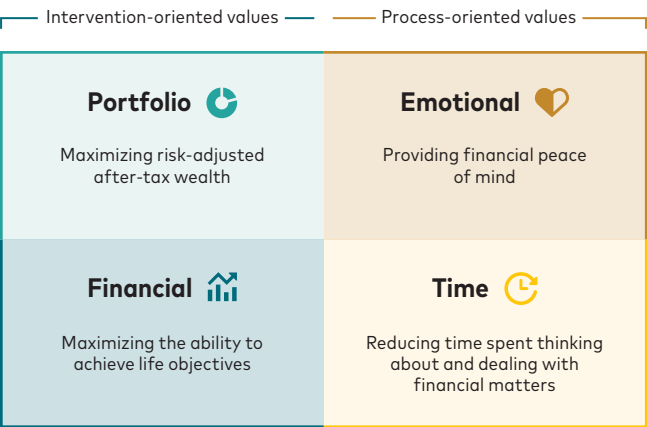 Intervention-oriented values
Process-oriented values
Portfolio
Maximizing risk-adjusted
after-tax wealth
Emotional
Providing financial peace
of mind
Financial
Maximizing the ability to
achieve life objectives
Time
Reducing time spent thinking
about and dealing with
financial matters